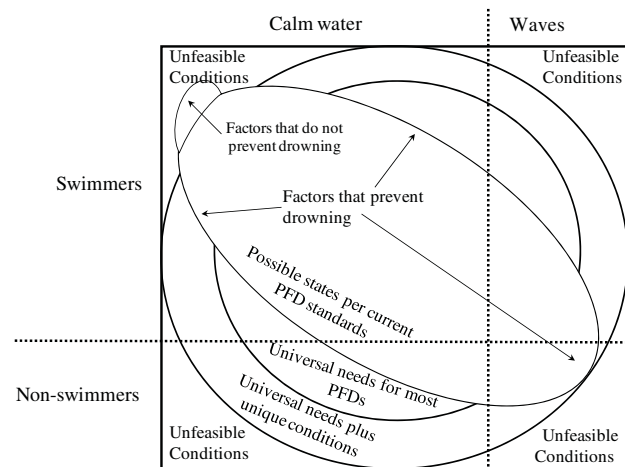 Calm water
Waves
Unfeasible
Conditions
Unfeasible
Conditions
Factors that do not
prevent drowning
Swimmers
Factors that prevent
drowning
Possible states per current
PFD standards
Universal needs for most
PFDs
Non-swimmers
Universal needs plus
unique conditions
Unfeasible
Conditions
Unfeasible
Conditions